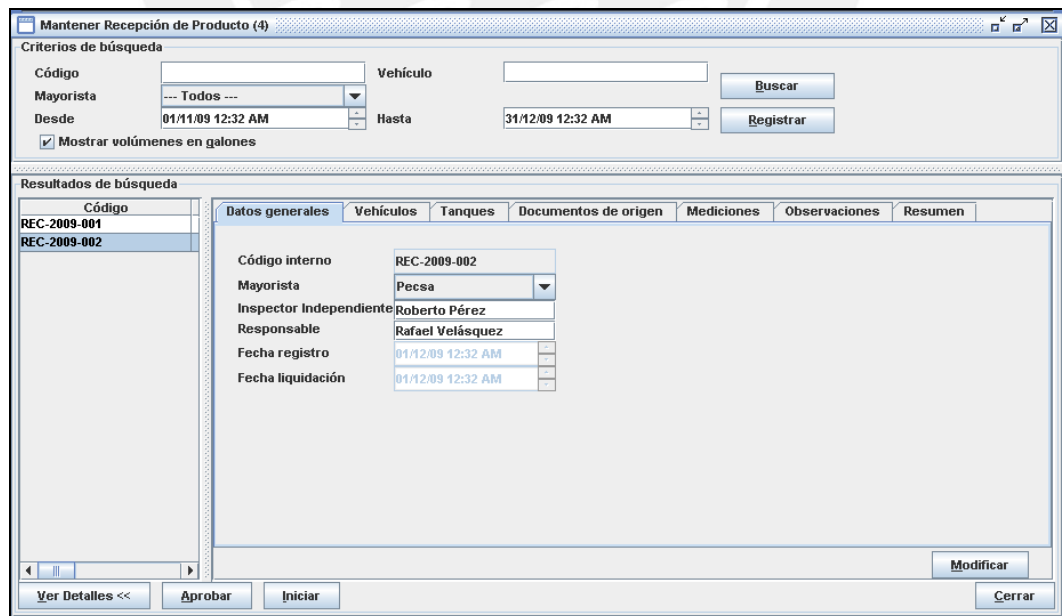 Mantener Recepción de Producto (4)
Criterios de búsqueda
Código Vehículo
Buscar
Mayorista --- Todos ---
Desde 01/11/09 12:32 AM Hasta 31/12/09 12:32 AM Registrar
Mostrar volúmenes en galones
Resultados de búsqueda
Código
REC-2009-001
REC-2009-002
Datos generales Vehículos Tanques Documentos de origen Mediciones Observaciones Resumen
Código interno REC-2009-002
Mayorista Pecsa
Inspector Independiente Roberto Pérez
Responsable Rafael Velásquez
Fecha registro 01/12/09 12:32 AM
Fecha liquidación 01/12/09 12:32 AM
Modificar
Ver Detalles << Aprobar Iniciar Cerrar